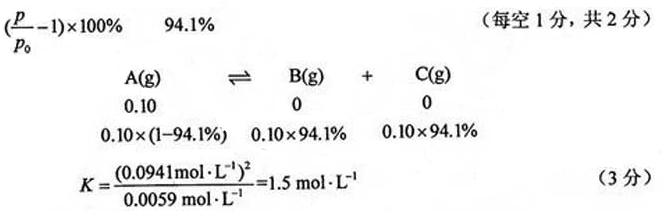 (p/p₀−1)×100%　94.1%　（每空 1 分，共 2 分）
A(g) ⇌ B(g) + C(g)
0.10　0　0
0.10×(1−94.1%)　0.10×94.1%　0.10×94.1%
K = (0.0941mol·L⁻¹)² / 0.0059 mol·L⁻¹ =1.5 mol·L⁻¹　（3 分）